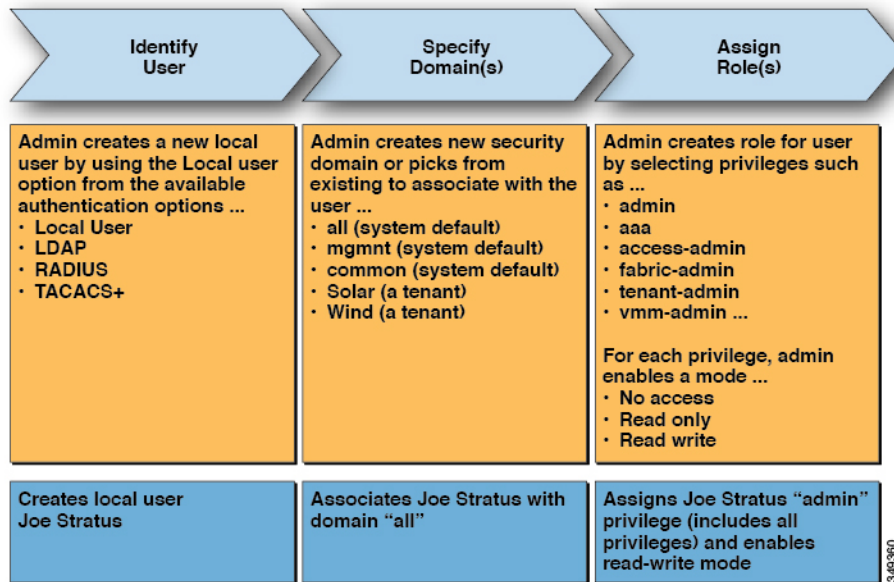 Identify
User
Specify
Domain(s)
Assign
Role(s)
Admin creates a new local
user by using the Local user
option from the available
authentication options ...
• Local User
• LDAP
• RADIUS
• TACACS+
Admin creates new security
domain or picks from
existing to associate with the
user ...
• all (system default)
• mgmnt (system default)
• common (system default)
• Solar (a tenant)
• Wind (a tenant)
Admin creates role for user
by selecting privileges such
as ...
• admin
• aaa
• access-admin
• fabric-admin
• tenant-admin
• vmm-admin ...
For each privilege, admin
enables a mode ...
• No access
• Read only
• Read write
Creates local user
Joe Stratus
Associates Joe Stratus with
domain “all”
Assigns Joe Stratus “admin”
privilege (includes all
privileges) and enables
read-write mode